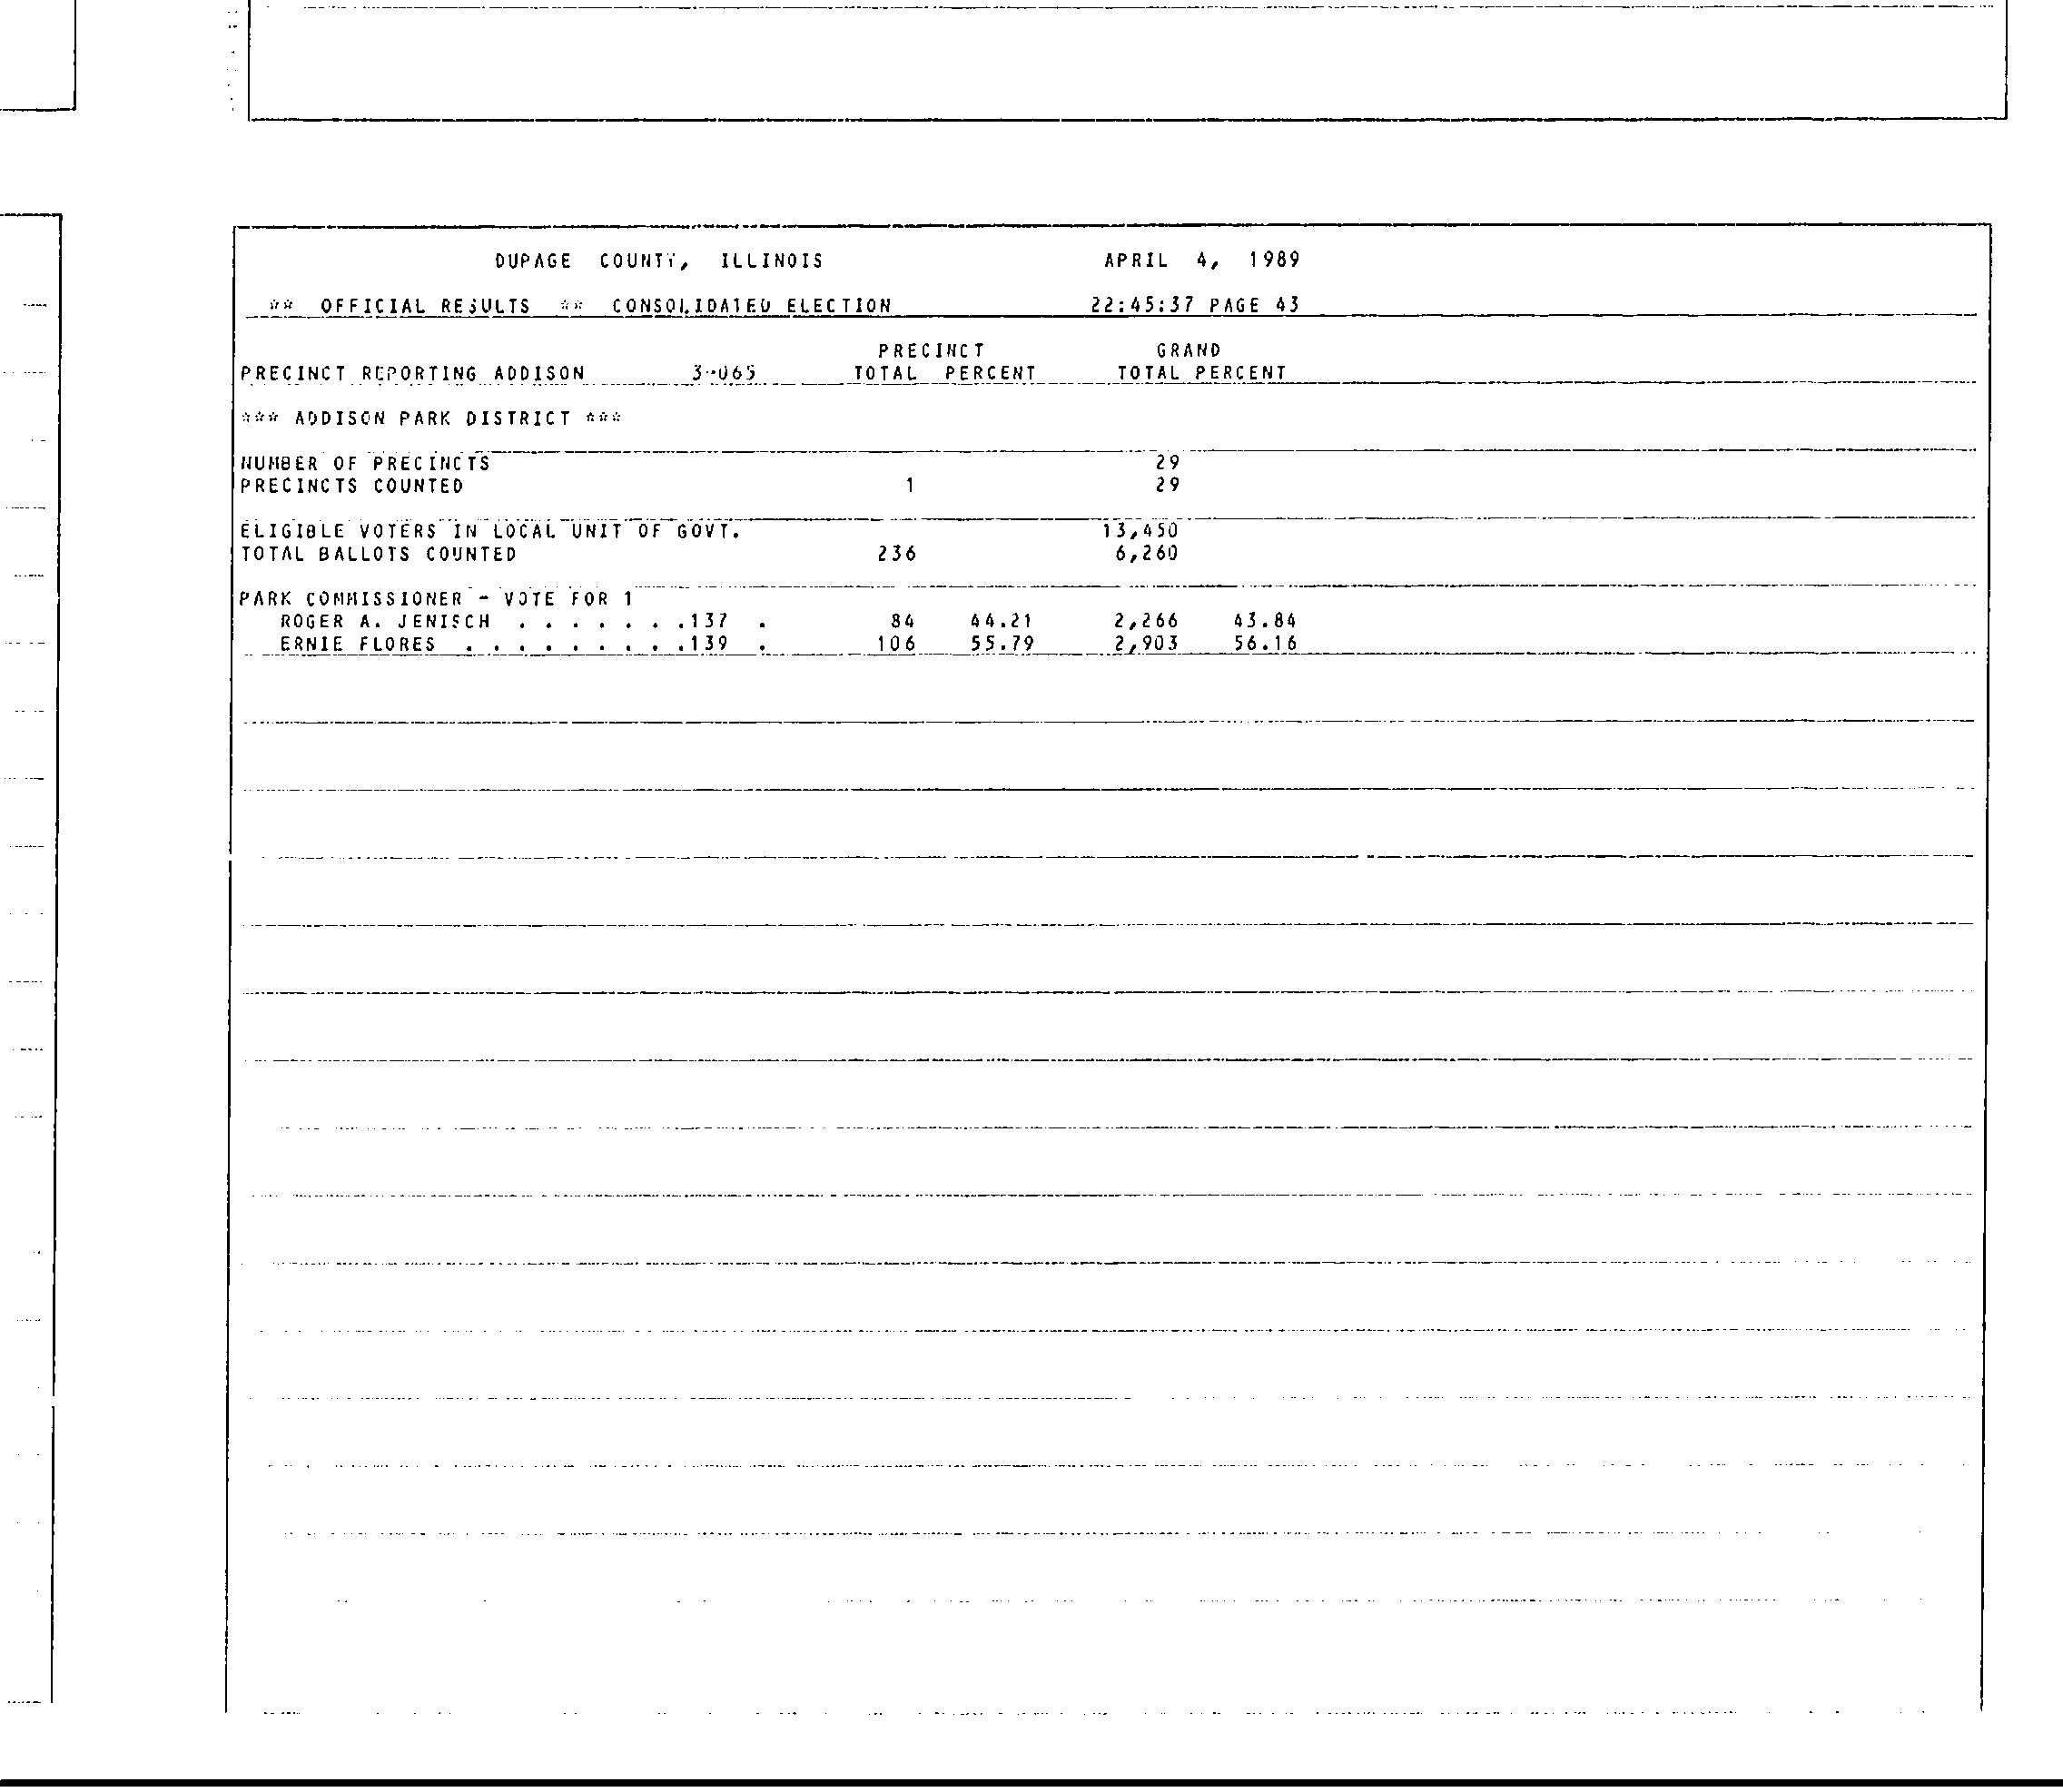 DUPAGE COUNTY, ILLINOIS APRIL 4, 1989
** OFFICIAL RESULTS ** CONSOLIDATED ELECTION 22:45:37 PAGE 43
PRECINCT GRAND
PRECINCT REPORTING ADDISON 3-065 TOTAL PERCENT TOTAL PERCENT
*** ADDISON PARK DISTRICT ***
NUMBER OF PRECINCTS 29
PRECINCTS COUNTED 1 29
ELIGIBLE VOTERS IN LOCAL UNIT OF GOVT. 13,450
TOTAL BALLOTS COUNTED 236 6,260
PARK COMMISSIONER - VOTE FOR 1
ROGER A. JENISCH . . . . . . .137 . 84 44.21 2,266 43.84
ERNIE FLORES . . . . . . . . .139 . 106 55.79 2,903 56.16